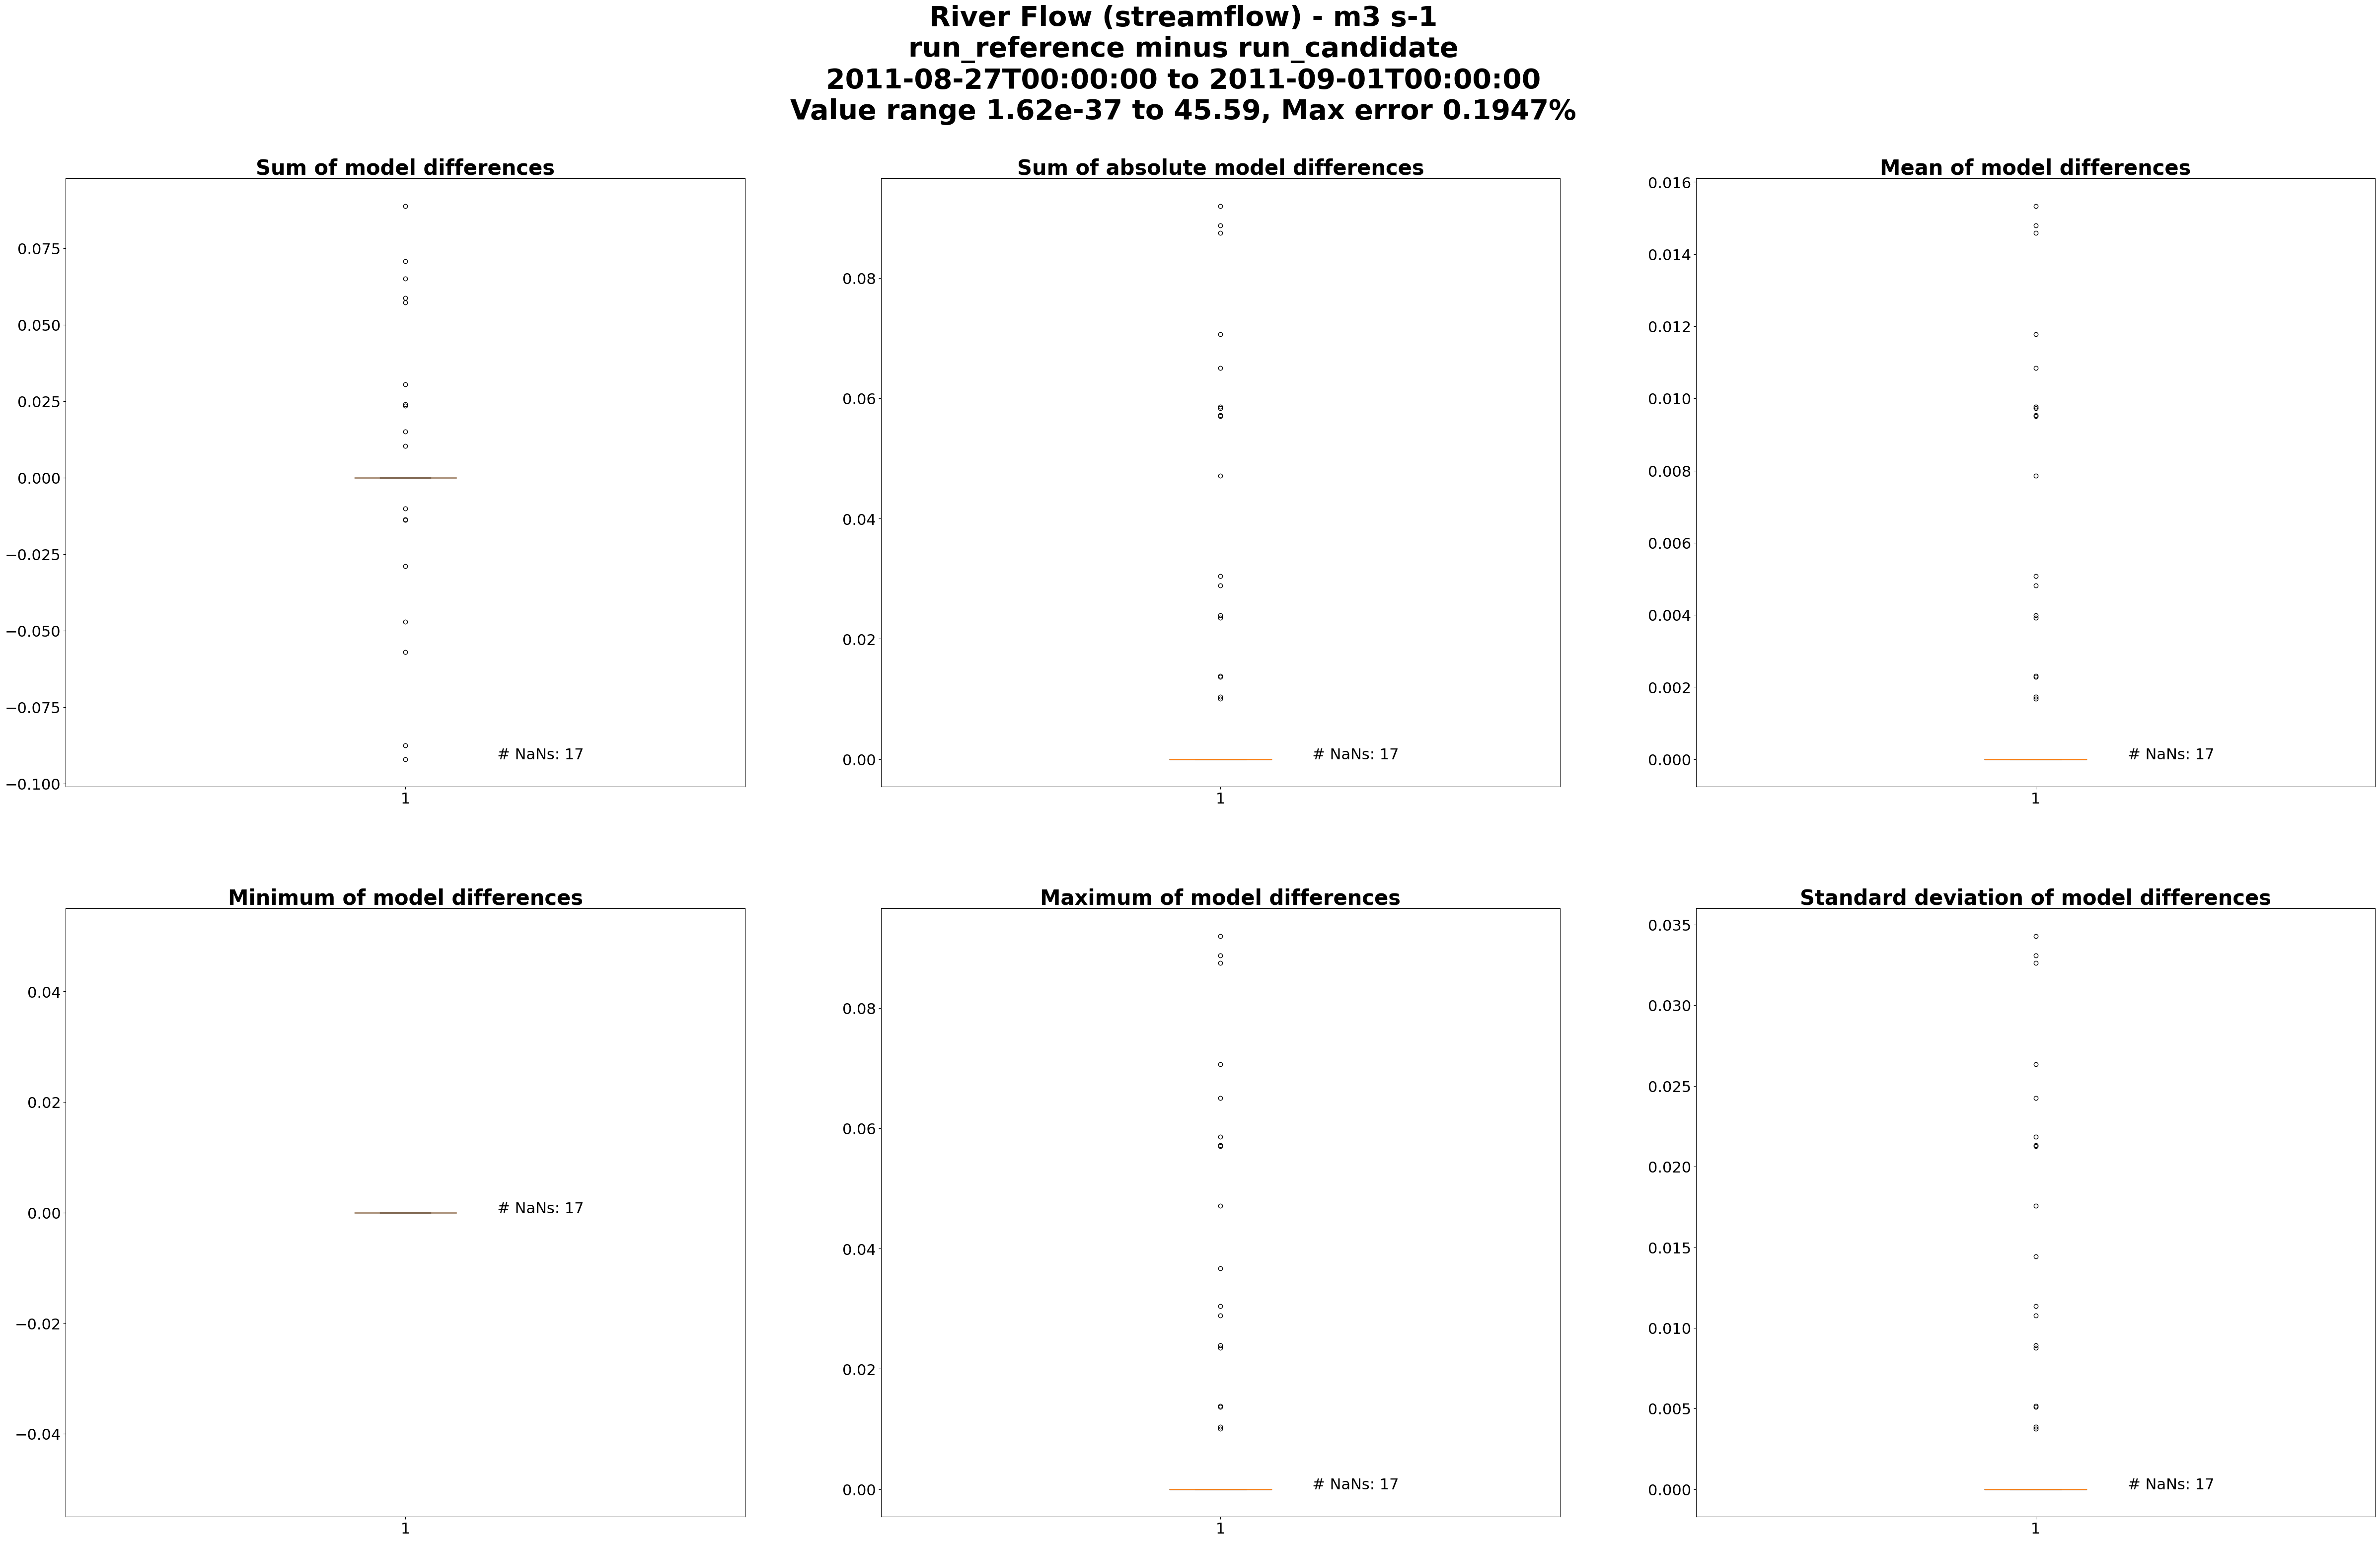 River Flow (streamflow) - m3 s-1
run_reference minus run_candidate
2011-08-27T00:00:00 to 2011-09-01T00:00:00
Value range 1.62e-37 to 45.59, Max error 0.1947%
Sum of model differences
0.075
0.050
0.025
0.000
−0.025
−0.050
−0.075
−0.100
# NaNs: 17
1
Sum of absolute model differences
0.08
0.06
0.04
0.02
0.00
# NaNs: 17
1
Mean of model differences
0.016
0.014
0.012
0.010
0.008
0.006
0.004
0.002
0.000
# NaNs: 17
1
Minimum of model differences
0.04
0.02
0.00
−0.02
−0.04
# NaNs: 17
1
Maximum of model differences
0.08
0.06
0.04
0.02
0.00
# NaNs: 17
1
Standard deviation of model differences
0.035
0.030
0.025
0.020
0.015
0.010
0.005
0.000
# NaNs: 17
1